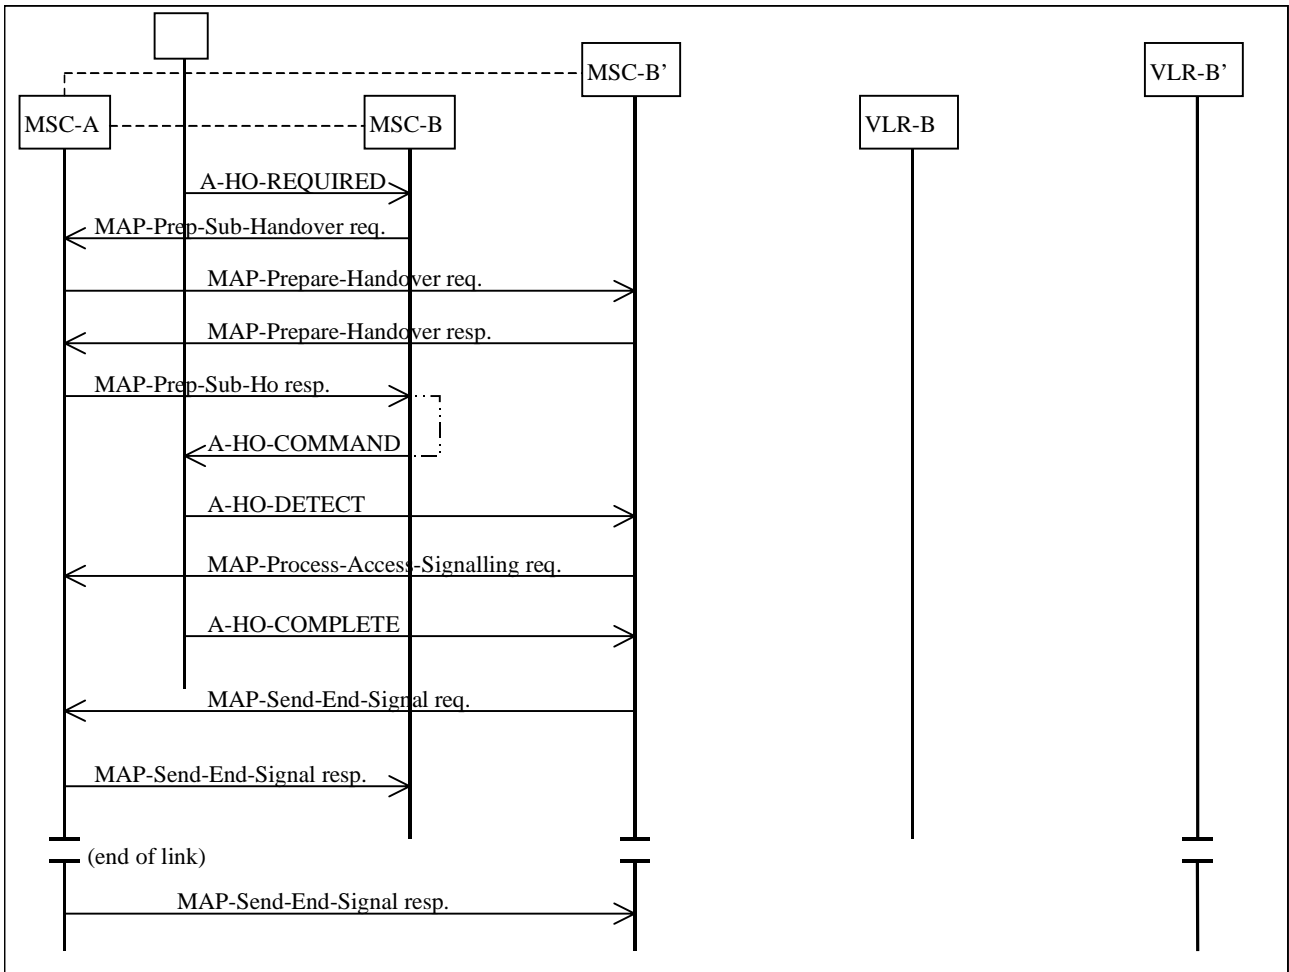 MSC-B’
VLR-B’
MSC-A
MSC-B
VLR-B
A-HO-REQUIRED
MAP-Prep-Sub-Handover req.
MAP-Prepare-Handover req.
MAP-Prepare-Handover resp.
MAP-Prep-Sub-Ho resp.
A-HO-COMMAND
A-HO-DETECT
MAP-Process-Access-Signalling req.
A-HO-COMPLETE
MAP-Send-End-Signal req.
MAP-Send-End-Signal resp.
(end of link)
MAP-Send-End-Signal resp.